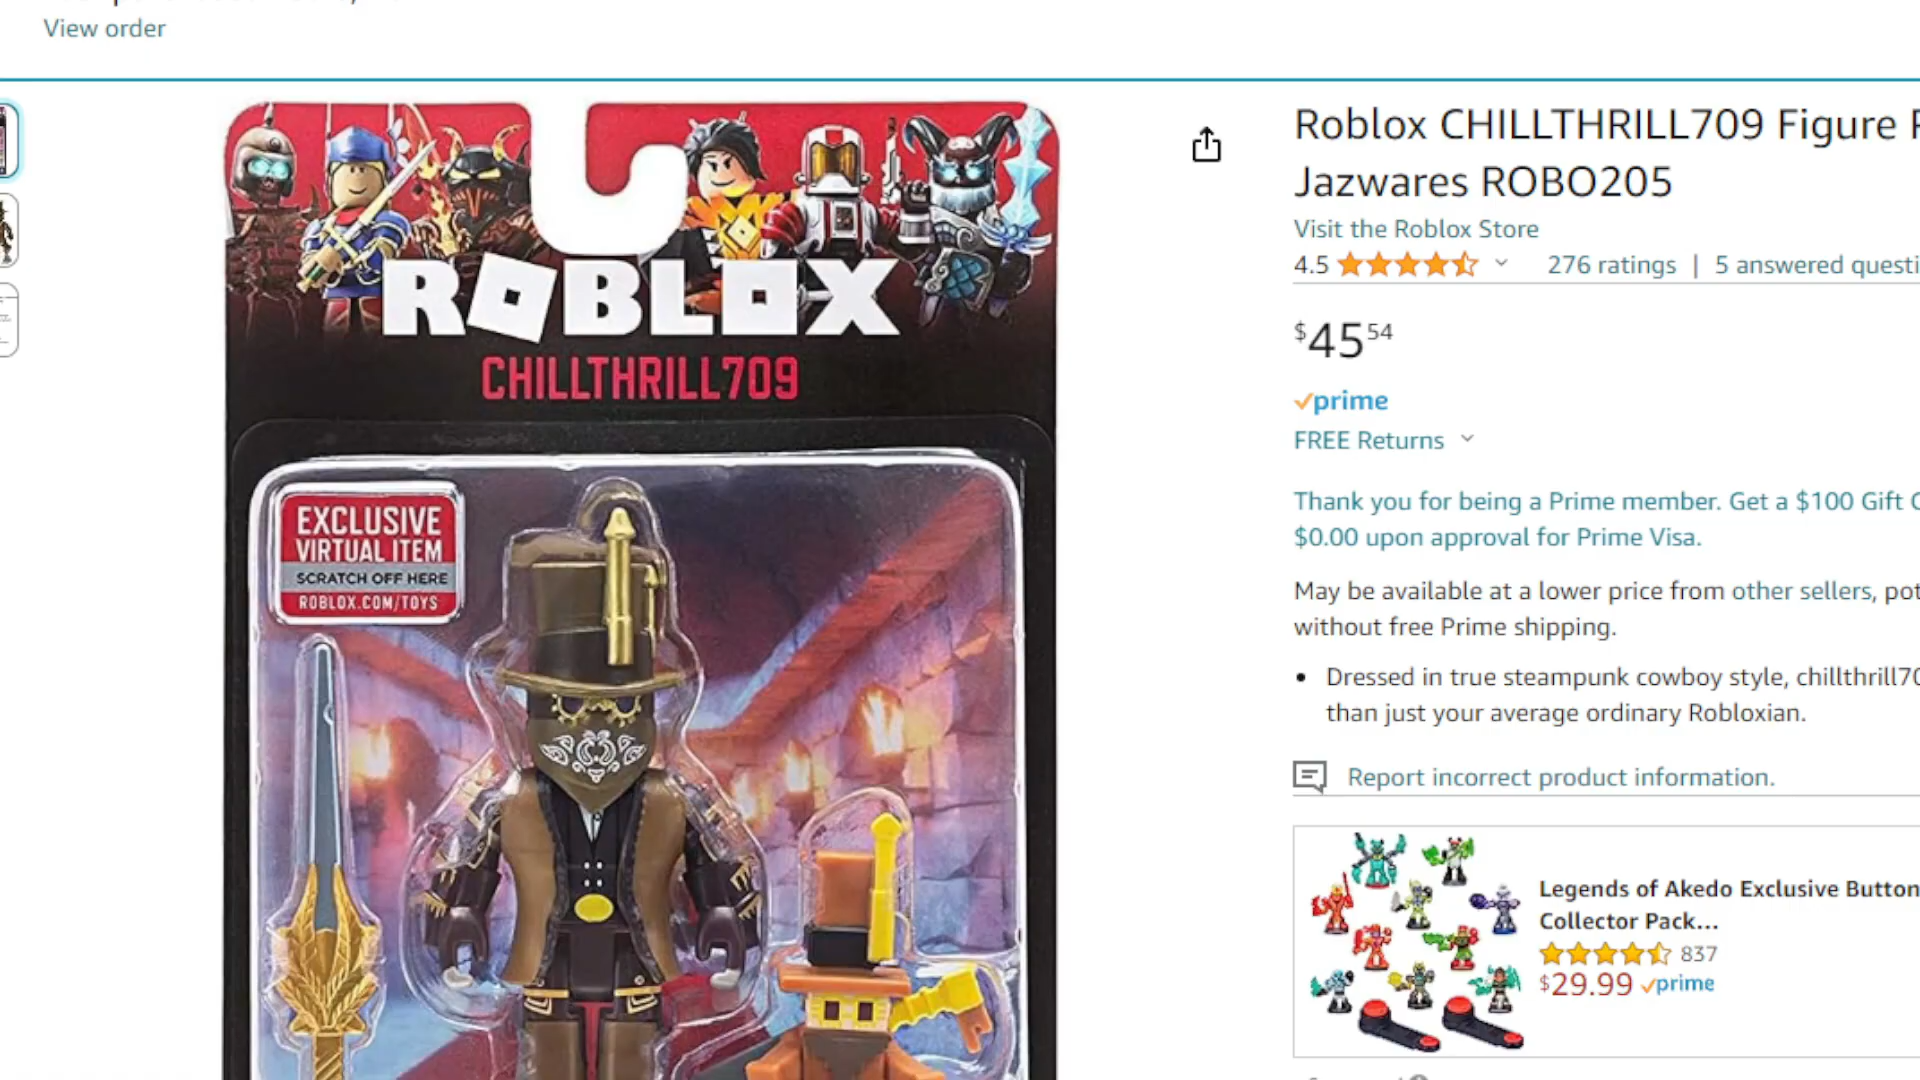 View order
ROBLOX
CHILLTHRILL709
EXCLUSIVE
VIRTUAL ITEM
SCRATCH OFF HERE
ROBLOX.COM/TOYS
Roblox CHILLTHRILL709 Figure
Jazwares ROBO205
Visit the Roblox Store
4.5 276 ratings | 5 answered questi
$45 54
prime
FREE Returns
Thank you for being a Prime member. Get a $100 Gift
$0.00 upon approval for Prime Visa.
May be available at a lower price from other sellers, pot
without free Prime shipping.
• Dressed in true steampunk cowboy style, chillthrill70
than just your average ordinary Robloxian.
Report incorrect product information.
Legends of Akedo Exclusive Button
Collector Pack...
837
$29.99 prime